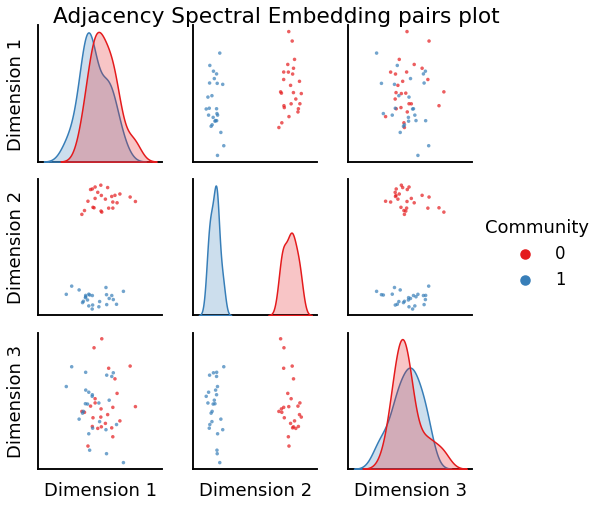 Adjacency Spectral Embedding pairs plot
Dimension 1
Dimension 2
Dimension 3
Community
0
1
Dimension 1
Dimension 2
Dimension 3